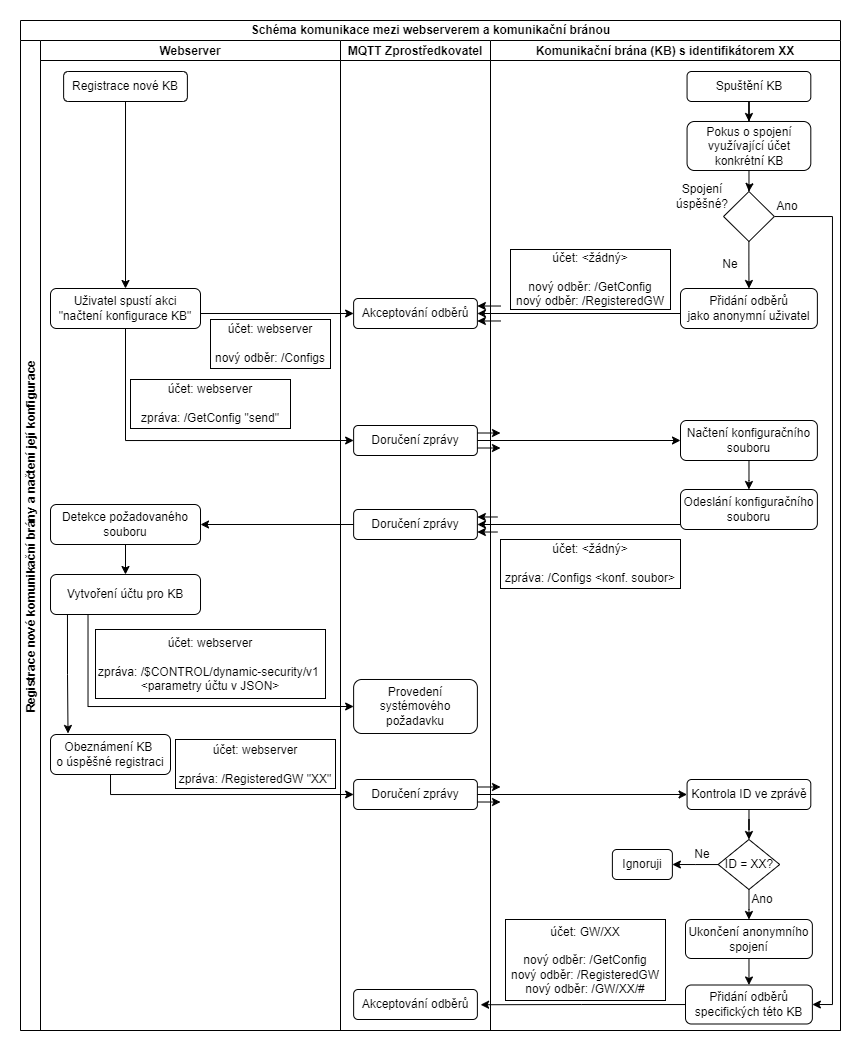 Schéma komunikace mezi webserverem a komunikační bránou
Registrace nové komunikační brány a načtení její konfigurace
Webserver
MQTT Zprostředkovatel
Komunikační brána (KB) s identifikátorem XX
Registrace nové KB
Spuštění KB
Pokus o spojení
využívající účet
konkrétní KB
Spojení
úspěšné?
Ano
Ne
účet: <žádný>
nový odběr: /GetConfig
nový odběr: /RegisteredGW
Uživatel spustí akci
"načtení konfigurace KB"
Akceptování odběrů
Přidání odběrů
jako anonymní uživatel
účet: webserver
nový odběr: /Configs
účet: webserver
zpráva: /GetConfig "send"
Doručení zprávy
Načtení konfiguračního
souboru
Detekce požadovaného
souboru
Doručení zprávy
Odeslání konfiguračního
souboru
účet: <žádný>
zpráva: /Configs <konf. soubor>
Vytvoření účtu pro KB
účet: webserver
zpráva: /$CONTROL/dynamic-security/v1
<parametry účtu v JSON>
Provedení
systémového
požadavku
Obeznámení KB
o úspěšné registraci
účet: webserver
zpráva: /RegisteredGW "XX"
Doručení zprávy
Kontrola ID ve zprávě
Ignoruji
Ne
ID = XX?
Ano
účet: GW/XX
nový odběr: /GetConfig
nový odběr: /RegisteredGW
nový odběr: /GW/XX/#
Ukončení anonymního
spojení
Akceptování odběrů
Přidání odběrů
specifických této KB